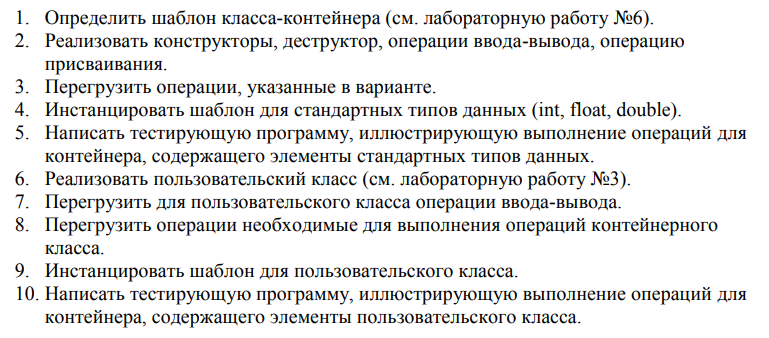 1. Определить шаблон класса-контейнера (см. лабораторную работу №6).
2. Реализовать конструкторы, деструктор, операции ввода-вывода, операцию
присваивания.
3. Перегрузить операции, указанные в варианте.
4. Инстанцировать шаблон для стандартных типов данных (int, float, double).
5. Написать тестирующую программу, иллюстрирующую выполнение операций для
контейнера, содержащего элементы стандартных типов данных.
6. Реализовать пользовательский класс (см. лабораторную работу №3).
7. Перегрузить для пользовательского класса операции ввода-вывода.
8. Перегрузить операции необходимые для выполнения операций контейнерного
класса.
9. Инстанцировать шаблон для пользовательского класса.
10. Написать тестирующую программу, иллюстрирующую выполнение операций для
контейнера, содержащего элементы пользовательского класса.